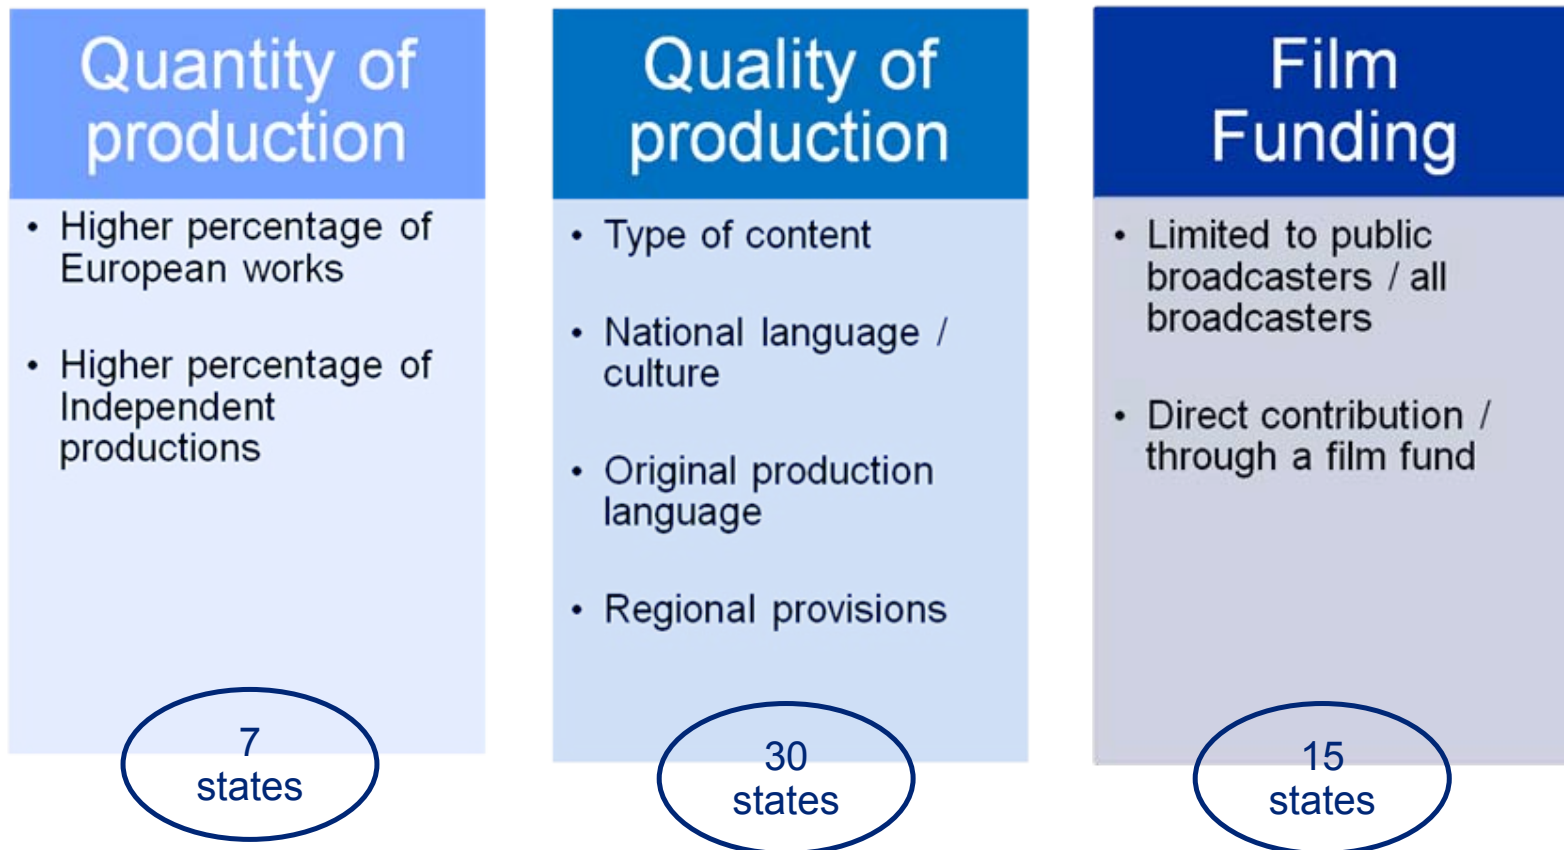 Quantity of
production
• Higher percentage of
European works
• Higher percentage of
Independent
productions
7
states
Quality of
production
• Type of content
• National language /
culture
• Original production
language
• Regional provisions
30
states
Film
Funding
• Limited to public
broadcasters / all
broadcasters
• Direct contribution /
through a film fund
15
states